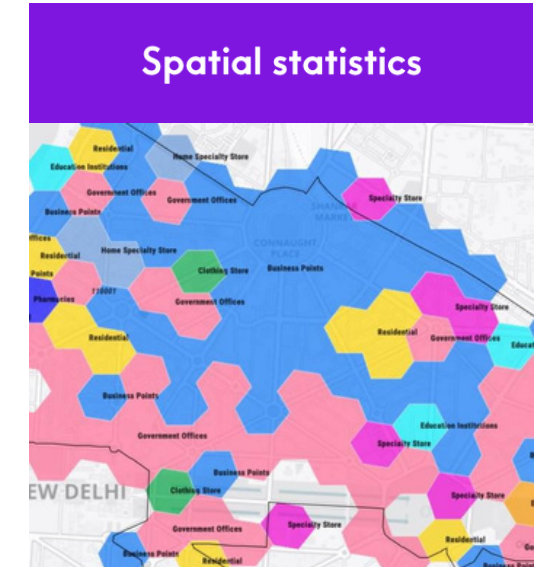 Spatial statistics
Residential
Home Specialty Store
Education Institutions
Government Offices
Government Offices
Specialty Store
Business Points
SHANKAR
MARKET
CONNAUGHT
PLACE
Home Specialty Store
Residential
Points
Clothing Store
Business Points
110001
Pharmacies
Government Offices
Specialty Store
Residential
Government Offices
Residential
Business Points
Education Institutions
Government Offices
Specialty Store
Business Points
EW DELHI
Clothing Store
Specialty Store
Government Offices
Specialty Store
Residential
Business Points
Residential